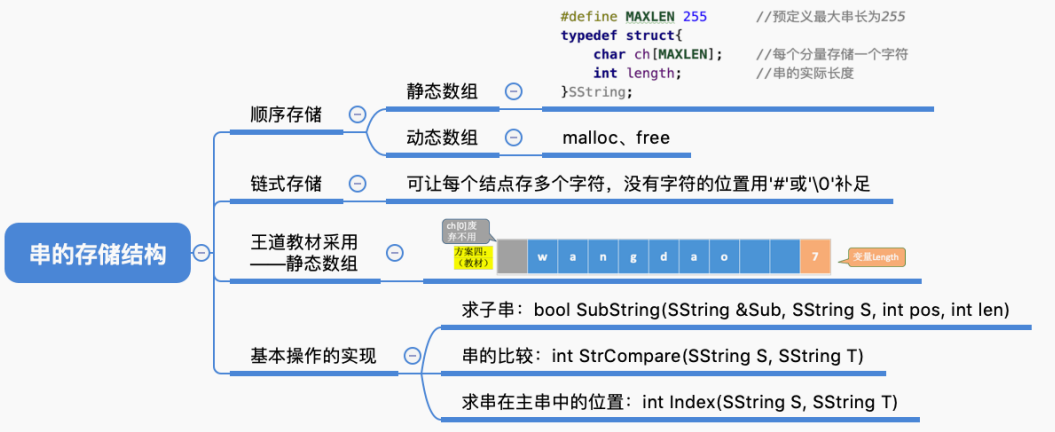 #define MAXLEN 255 //预定义最大串长为255
typedef struct{
char ch[MAXLEN]; //每个分量存储一个字符
int length; //串的实际长度
}SString;
静态数组
顺序存储
动态数组
malloc、free
链式存储
可让每个结点存多个字符，没有字符的位置用'#'或'\0'补足
串的存储结构
王道教材采用
——静态数组
ch[0]废
弃不用
方案四：
（教材）
w a n g d a o 7
变量Length
基本操作的实现
求子串：bool SubString(SString &Sub, SString S, int pos, int len)
串的比较：int StrCompare(SString S, SString T)
求串在主串中的位置：int Index(SString S, SString T)